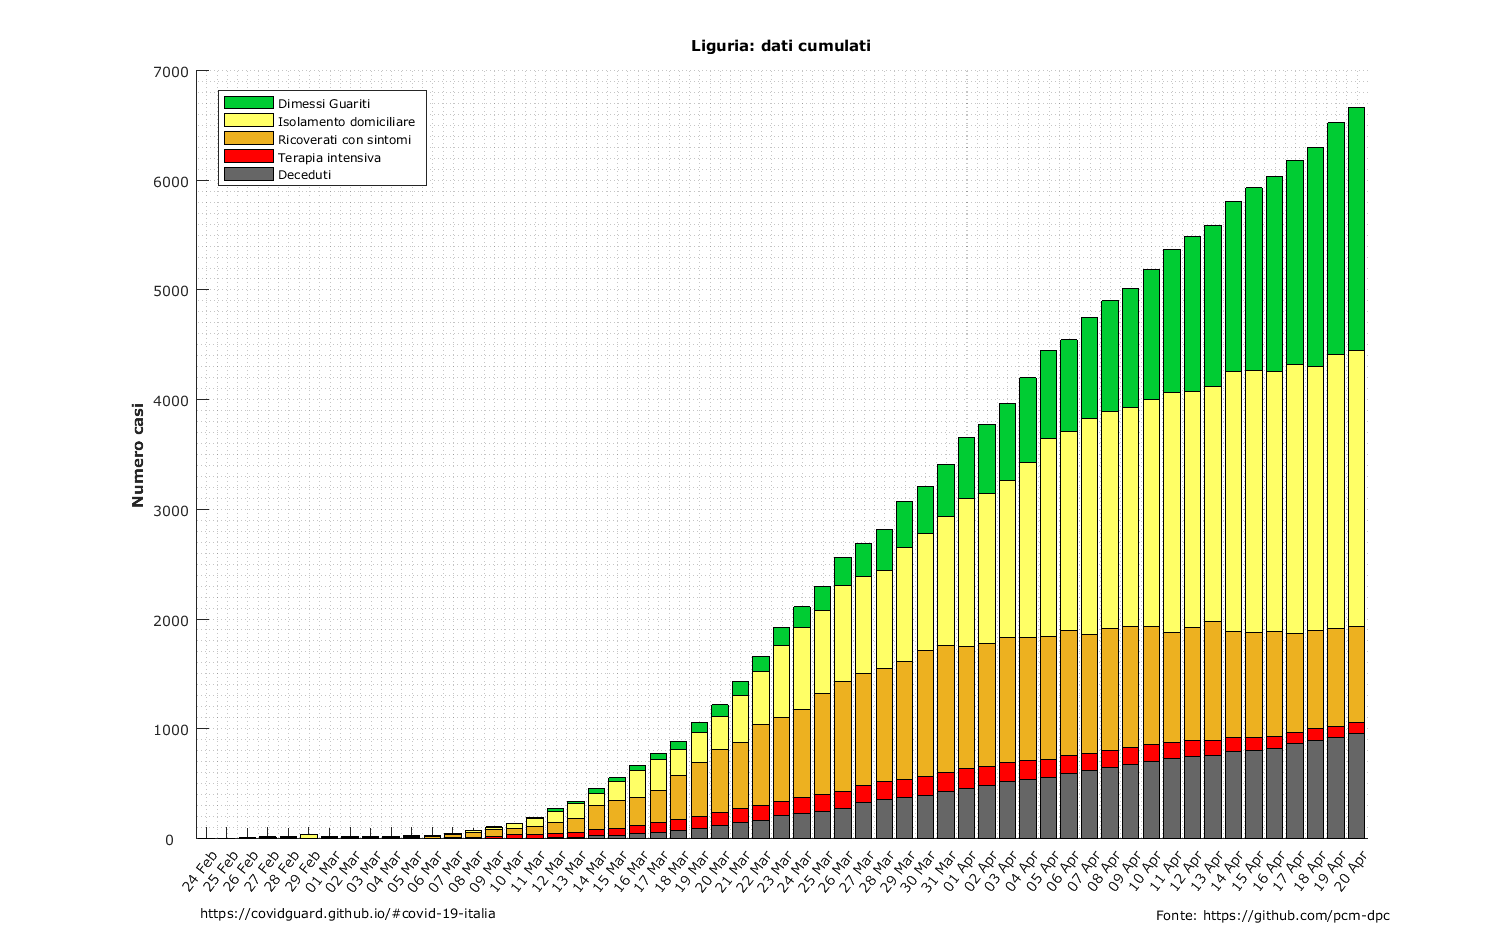 Liguria: dati cumulati
7000
6000
5000
4000
3000
2000
1000
0
Numero casi
Dimessi Guariti
Isolamento domiciliare
Ricoverati con sintomi
Terapia intensiva
Deceduti
24 Feb
25 Feb
26 Feb
27 Feb
28 Feb
29 Feb
01 Mar
02 Mar
03 Mar
04 Mar
05 Mar
06 Mar
07 Mar
08 Mar
09 Mar
10 Mar
11 Mar
12 Mar
13 Mar
14 Mar
15 Mar
16 Mar
17 Mar
18 Mar
19 Mar
20 Mar
21 Mar
22 Mar
23 Mar
24 Mar
25 Mar
26 Mar
27 Mar
28 Mar
29 Mar
30 Mar
31 Mar
01 Apr
02 Apr
03 Apr
04 Apr
05 Apr
06 Apr
07 Apr
08 Apr
09 Apr
10 Apr
11 Apr
12 Apr
13 Apr
14 Apr
15 Apr
16 Apr
17 Apr
18 Apr
19 Apr
20 Apr
https://covidguard.github.io/#covid-19-italia
Fonte: https://github.com/pcm-dpc